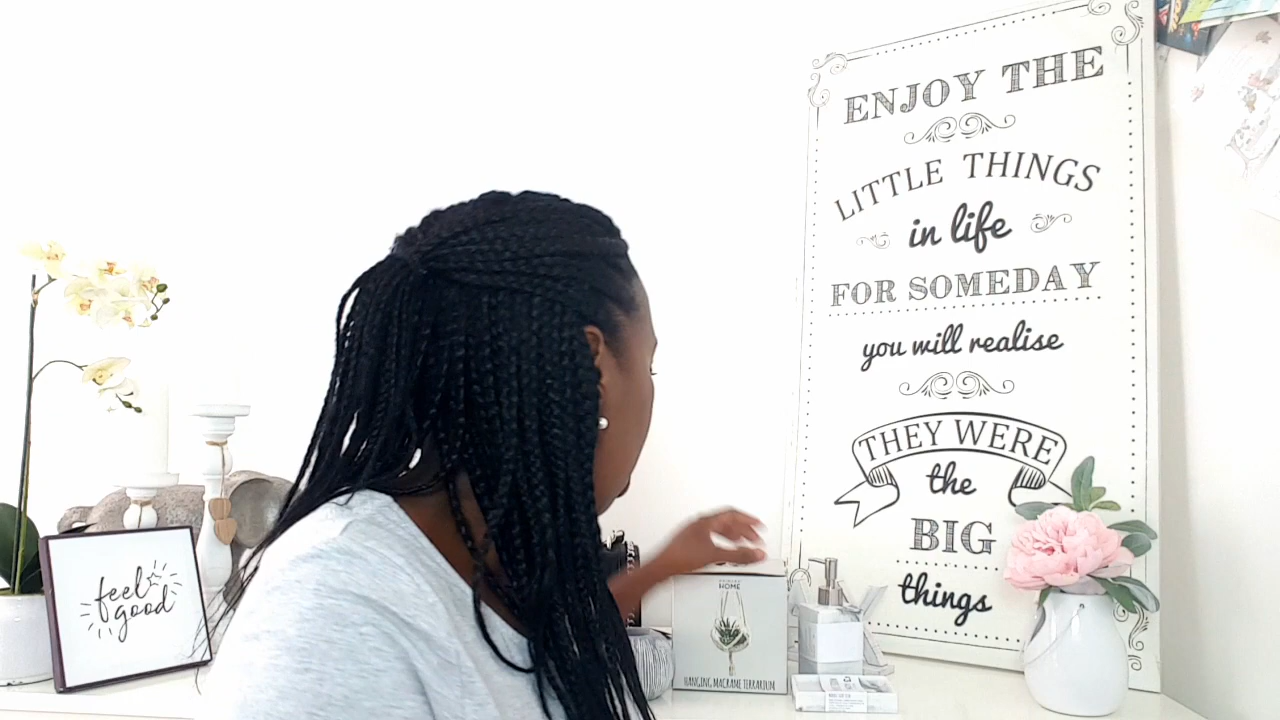 ENJOY THE
LITTLE THINGS
in life
FOR SOMEDAY
you will realise
THEY WERE
the
BIG
things
feel
good
HOME
HANGING MACRAME TERRARIUM